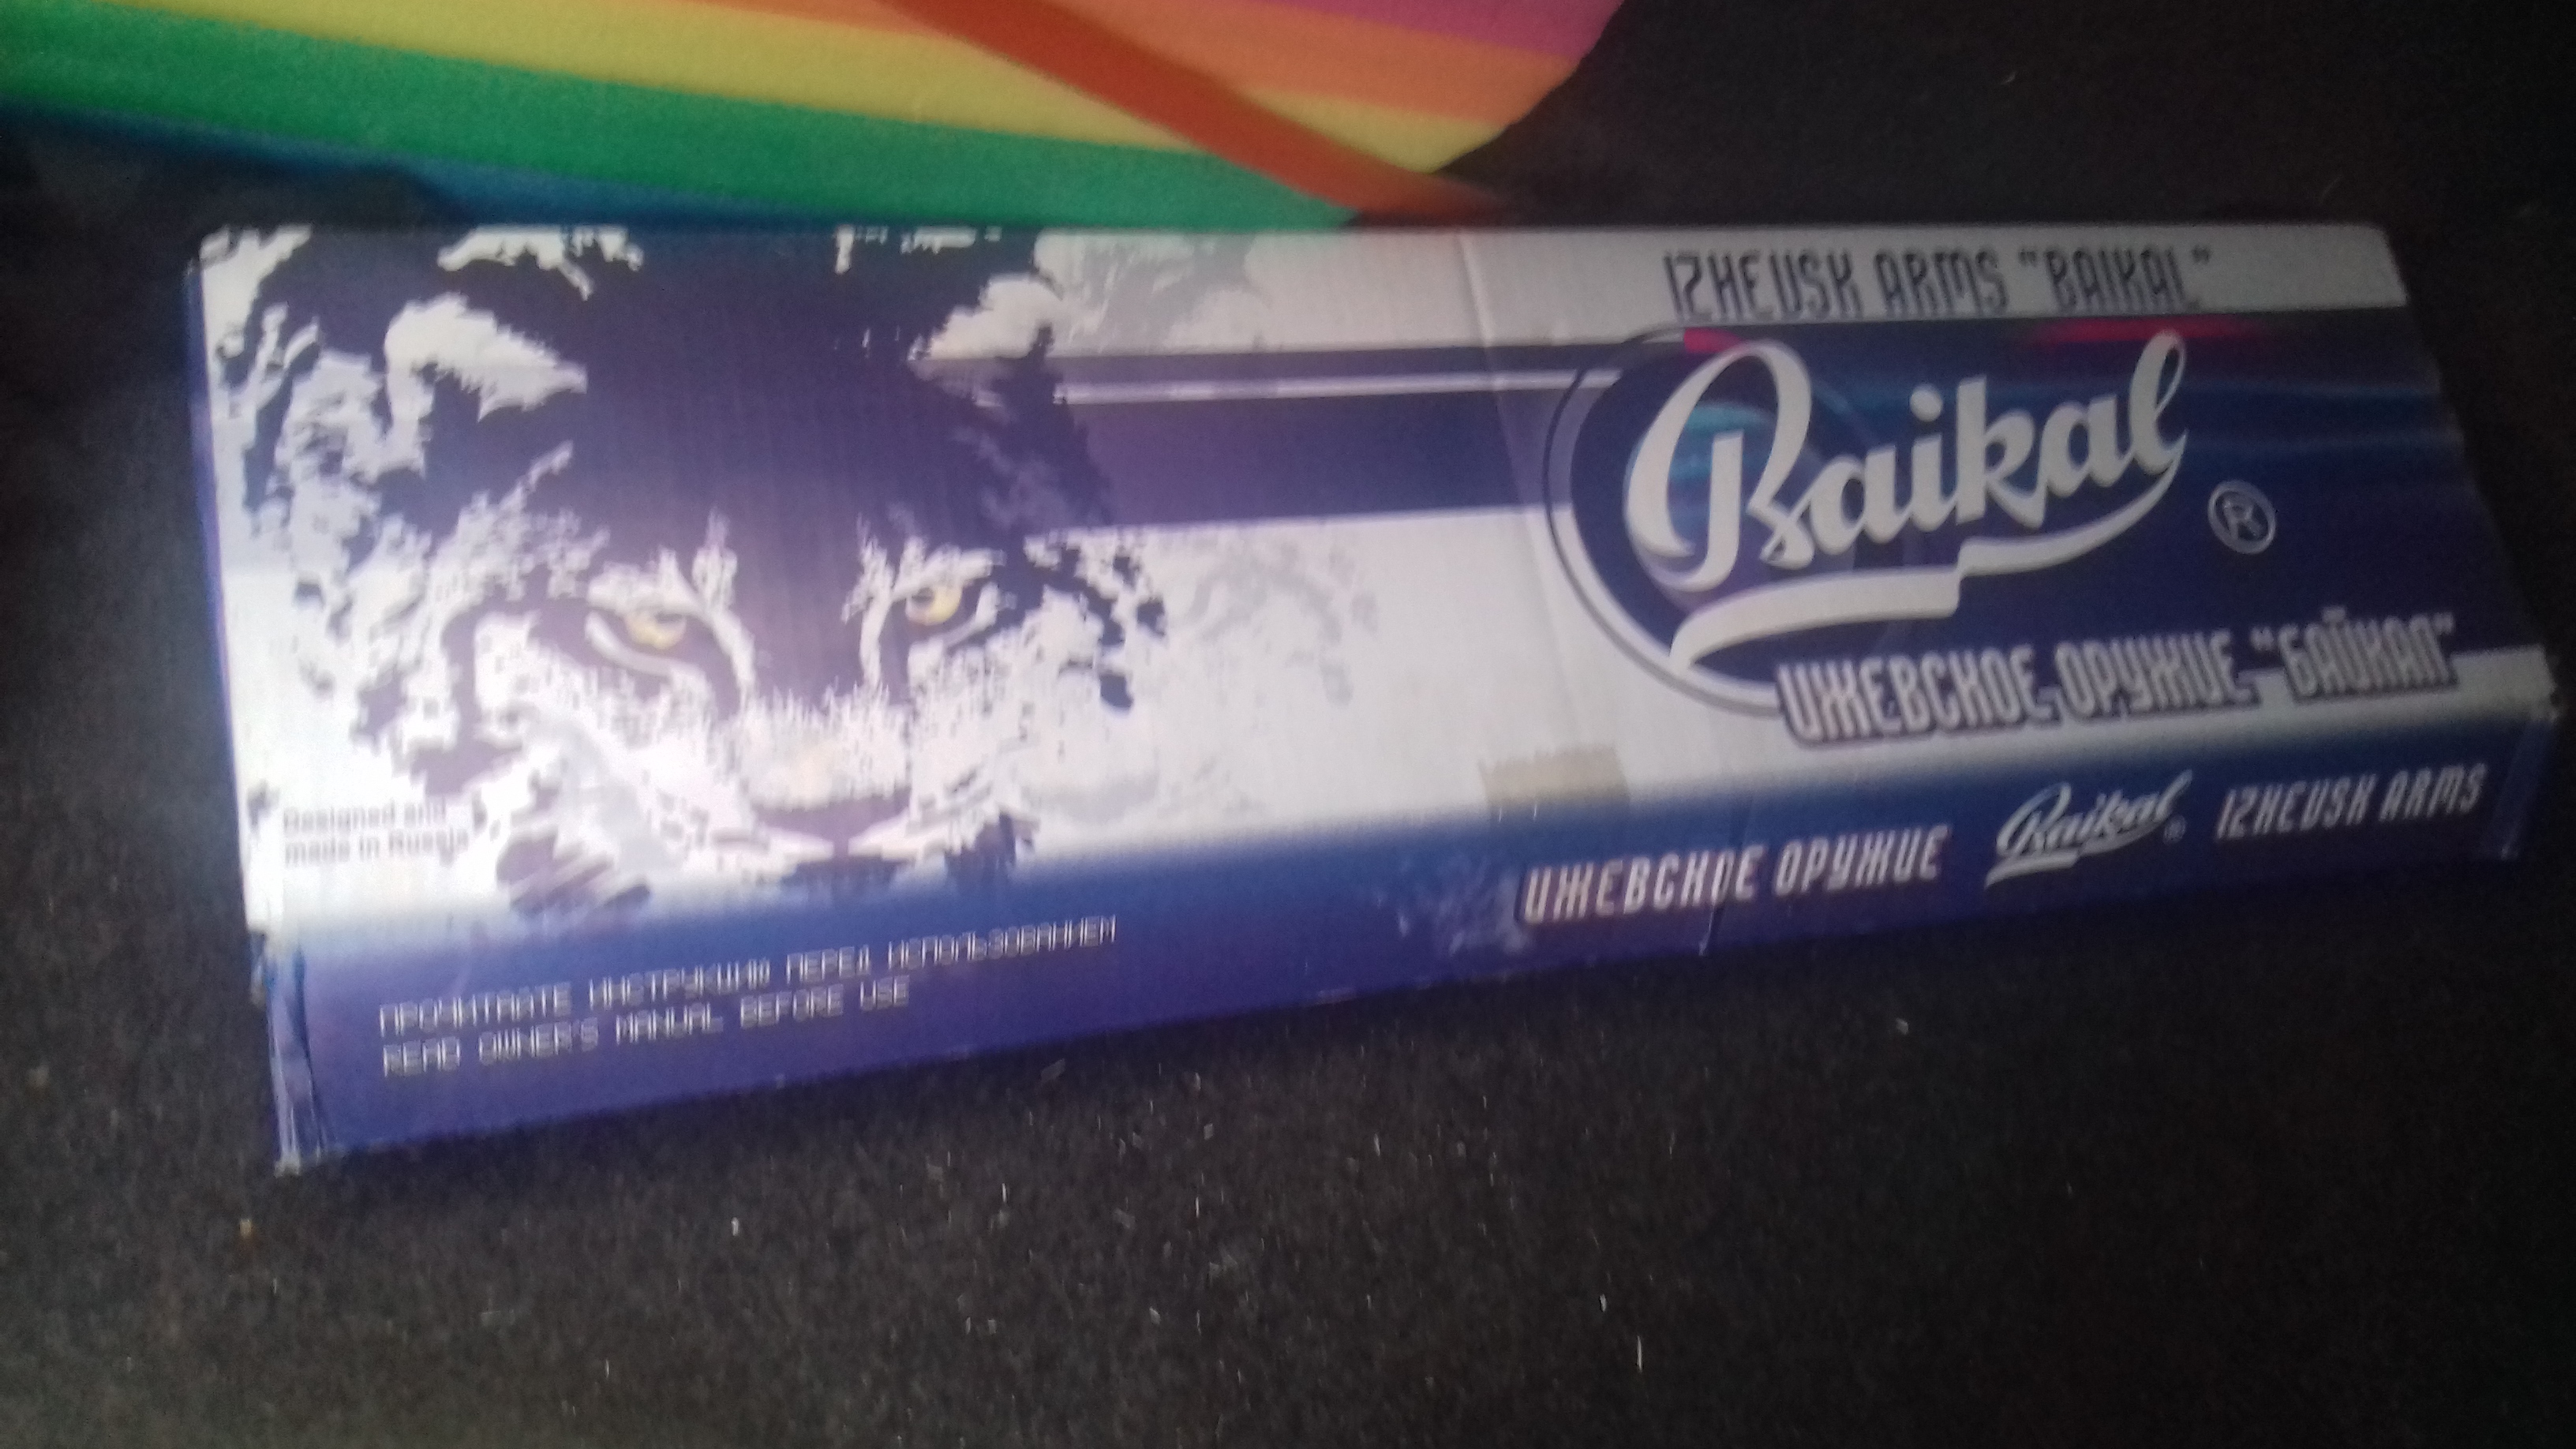 IZHEVSK ARMS "BAIKAL"
Baikal
®
ИЖЕВСКОЕ ОРУЖИЕ "БАЙКАЛ"
Designed and
made in Russia
ИЖЕВСКОЕ ОРУЖИЕ Baikal® IZHEVSK ARMS
ПРОЧИТАЙТЕ ИНСТРУКЦИЮ ПЕРЕД ИСПОЛЬЗОВАНИЕМ
READ OWNER'S MANUAL BEFORE USE